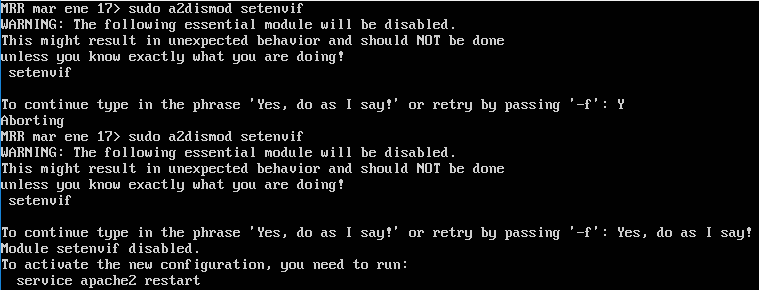 MRR mar ene 17> sudo a2dismod setenvif
WARNING: The following essential module will be disabled.
This might result in unexpected behavior and should NOT be done
unless you know exactly what you are doing!
 setenvif

To continue type in the phrase 'Yes, do as I say!' or retry by passing '-f': Y
Aborting
MRR mar ene 17> sudo a2dismod setenvif
WARNING: The following essential module will be disabled.
This might result in unexpected behavior and should NOT be done
unless you know exactly what you are doing!
 setenvif

To continue type in the phrase 'Yes, do as I say!' or retry by passing '-f': Yes, do as I say!
Module setenvif disabled.
To activate the new configuration, you need to run:
  service apache2 restart